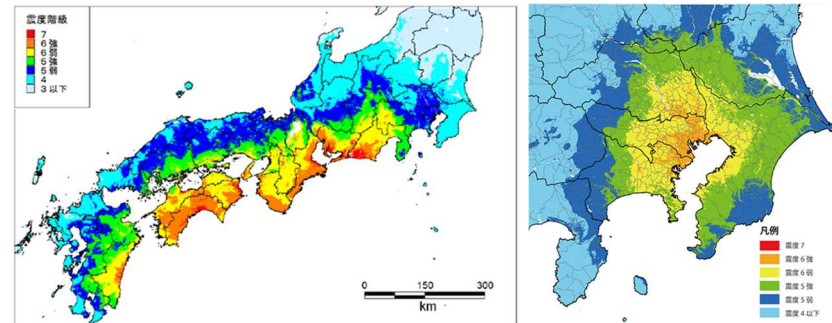 震度階級
7
6強
6弱
5強
5弱
4
3以下
0 150 300
km
凡例
震度 7
震度 6 強
震度 6 弱
震度 5 強
震度 5 弱
震度 4 以下